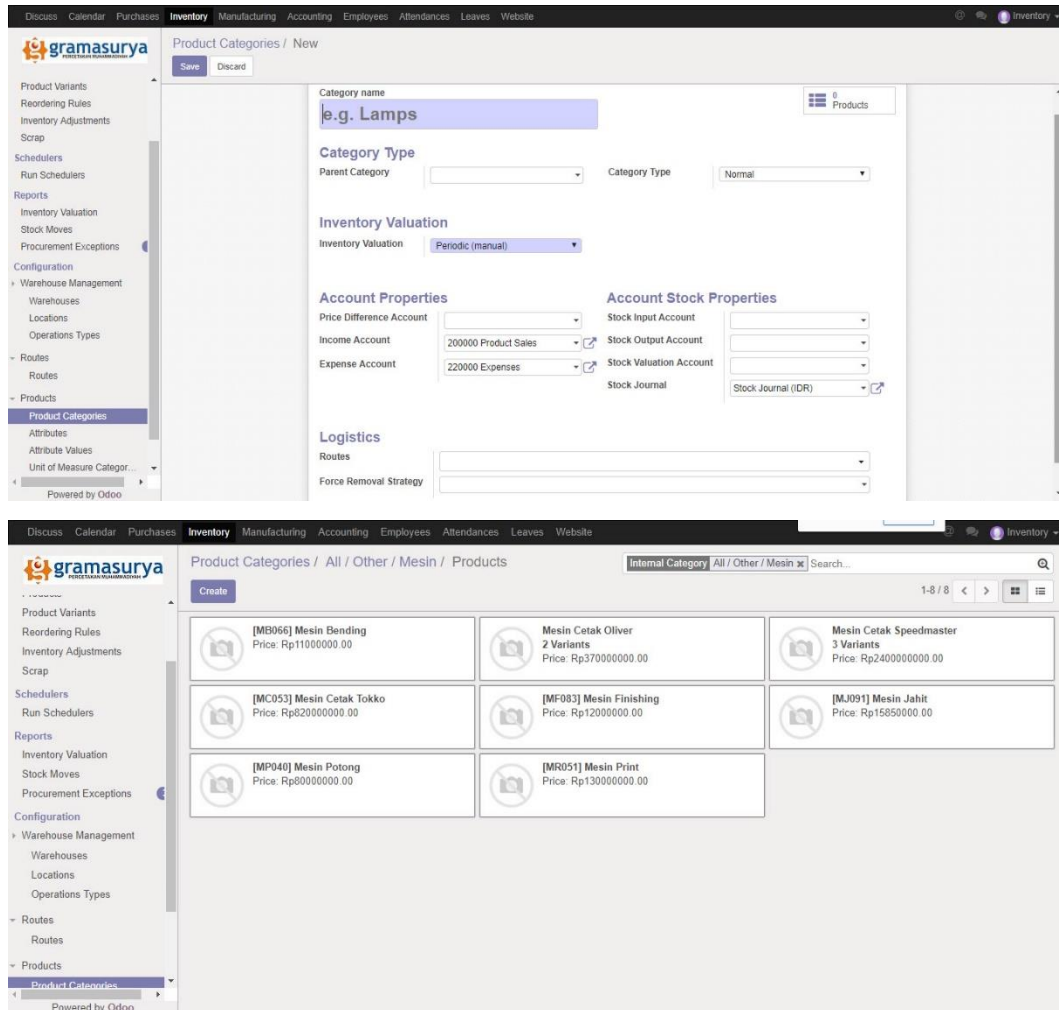 Discuss Calendar Purchases Inventory Manufacturing Accounting Employees Attendances Leaves Website Inventory
gramasurya
PERCETAKAN MUHAMMADIYAH
Product Categories / New
Save Discard
Product Variants
Reordering Rules
Inventory Adjustments
Scrap
Schedulers
Run Schedulers
Reports
Inventory Valuation
Stock Moves
Procurement Exceptions
Configuration
Warehouse Management
Warehouses
Locations
Operations Types
Routes
Routes
Products
Product Categories
Attributes
Attribute Values
Unit of Measure Categor...
Powered by Odoo
Category name
e.g. Lamps
0
Products
Category Type
Parent Category
Category Type Normal
Inventory Valuation
Inventory Valuation Periodic (manual)
Account Properties
Price Difference Account
Income Account 200000 Product Sales
Expense Account 220000 Expenses
Account Stock Properties
Stock Input Account
Stock Output Account
Stock Valuation Account
Stock Journal Stock Journal (IDR)
Logistics
Routes
Force Removal Strategy
Discuss Calendar Purchases Inventory Manufacturing Accounting Employees Attendances Leaves Website Inventory
gramasurya
PERCETAKAN MUHAMMADIYAH
Product Categories / All / Other / Mesin / Products
Internal Category All / Other / Mesin x Search...
Create
1-8 / 8
Product Variants
Reordering Rules
Inventory Adjustments
Scrap
Schedulers
Run Schedulers
Reports
Inventory Valuation
Stock Moves
Procurement Exceptions
Configuration
Warehouse Management
Warehouses
Locations
Operations Types
Routes
Routes
Products
Product Categories
Powered by Odoo
[MB066] Mesin Bending
Price: Rp11000000.00
Mesin Cetak Oliver
2 Variants
Price: Rp370000000.00
Mesin Cetak Speedmaster
3 Variants
Price: Rp2400000000.00
[MC053] Mesin Cetak Tokko
Price: Rp820000000.00
[MF083] Mesin Finishing
Price: Rp12000000.00
[MJ091] Mesin Jahit
Price: Rp15850000.00
[MP040] Mesin Potong
Price: Rp80000000.00
[MR051] Mesin Print
Price: Rp130000000.00